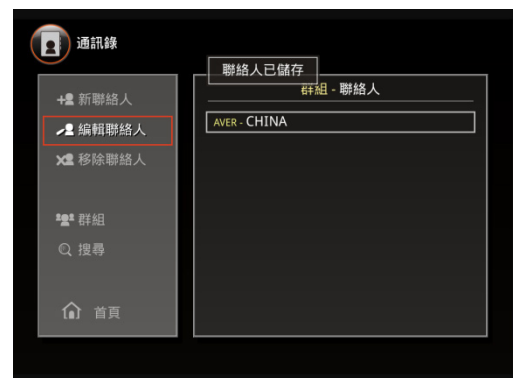 通訊錄
聯絡人已儲存
群組 - 聯絡人
新聯絡人
編輯聯絡人
移除聯絡人
群組
搜尋
首頁
AVER - CHINA